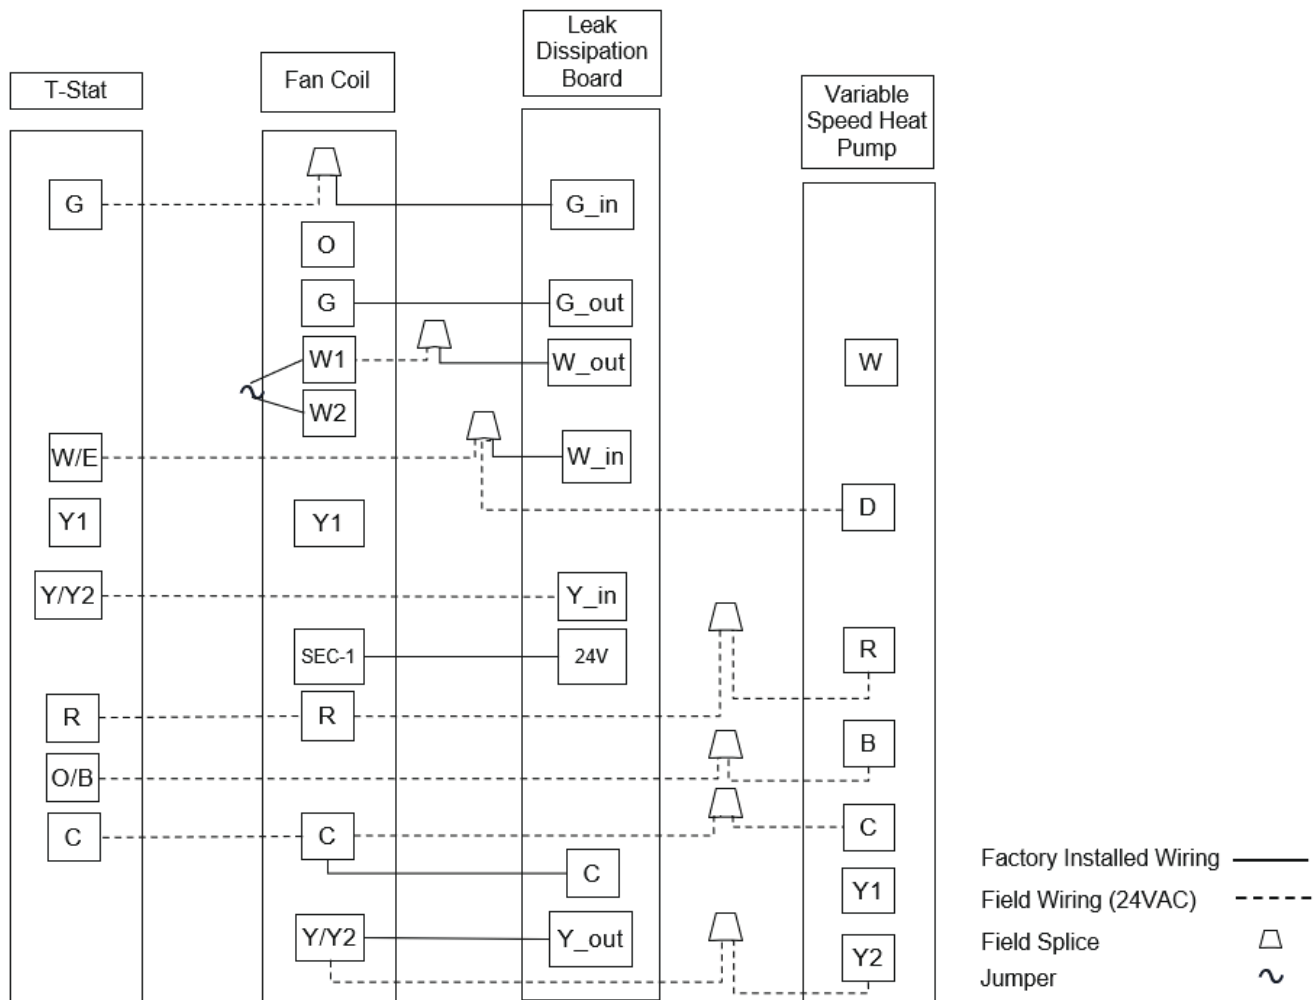 T-Stat
Fan Coil
Leak
Dissipation
Board
Variable
Speed Heat
Pump
G
W/E
Y1
Y/Y2
R
O/B
C
O
G
W1
W2
Y1
SEC-1
R
C
Y/Y2
G_in
G_out
W_out
W_in
Y_in
24V
C
Y_out
W
D
R
B
C
Y1
Y2
Factory Installed Wiring
Field Wiring (24VAC)
Field Splice
Jumper